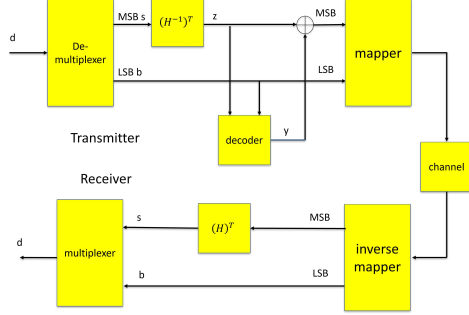 d
De-
multiplexer
MSB s
(H⁻¹)ᵀ
z
MSB
mapper
LSB b
LSB
decoder
y
Transmitter
channel
Receiver
d
multiplexer
s
(H)ᵀ
MSB
inverse
mapper
b
LSB